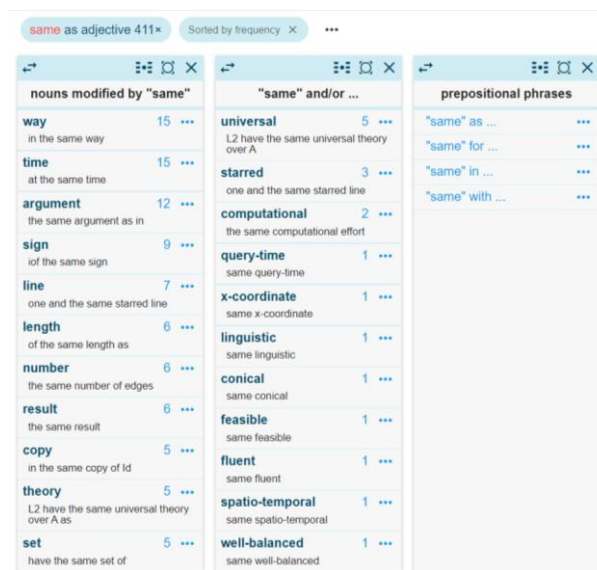 same as adjective 411×
Sorted by frequency ×
nouns modified by "same"
way 15
in the same way
time 15
at the same time
argument 12
the same argument as in
sign 9
iof the same sign
line 7
one and the same starred line
length 6
of the same length as
number 6
the same number of edges
result 6
the same result
copy 5
in the same copy of Id
theory 5
L2 have the same universal theory
over A as
set 5
have the same set of
"same" and/or ...
universal 5
L2 have the same universal theory
over A
starred 3
one and the same starred line
computational 2
the same computational effort
query-time 1
same query-time
x-coordinate 1
same x-coordinate
linguistic 1
same linguistic
conical 1
same conical
feasible 1
same feasible
fluent 1
same fluent
spatio-temporal 1
same spatio-temporal
well-balanced 1
same well-balanced
prepositional phrases
"same" as ...
"same" for ...
"same" in ...
"same" with ...